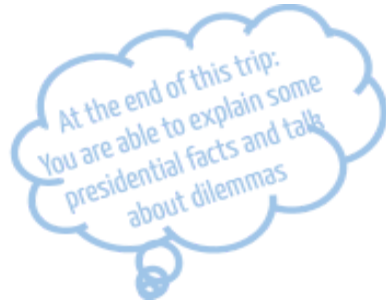 At the end of this trip:
You are able to explain some
presidential facts and talk
about dilemmas